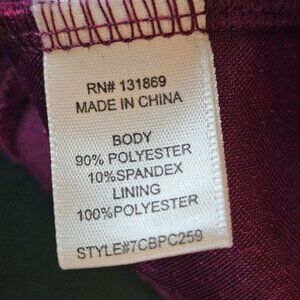 RN# 131869
MADE IN CHINA
BODY
90% POLYESTER
10%SPANDEX
LINING
100%POLYESTER
STYLE#7CBPC259